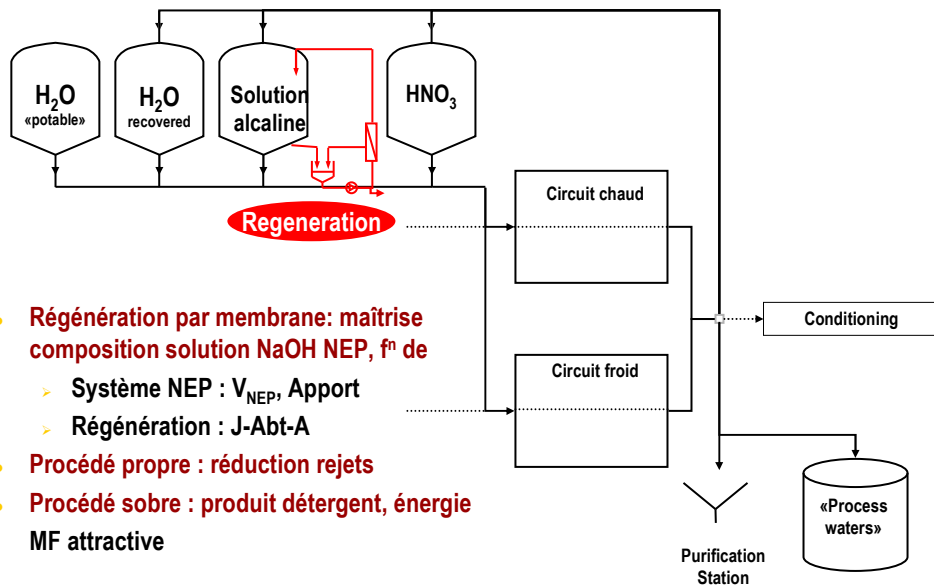 H₂O
«potable»
H₂O
recovered
Solution
alcaline
HNO₃
Regeneration
Circuit chaud
Circuit froid
Conditioning
Régénération par membrane: maîtrise
composition solution NaOH NEP, fⁿ de
Système NEP : V_NEP, Apport
Régénération : J-Abt-A
Procédé propre : réduction rejets
Procédé sobre : produit détergent, énergie
MF attractive
Purification
Station
«Process
waters»